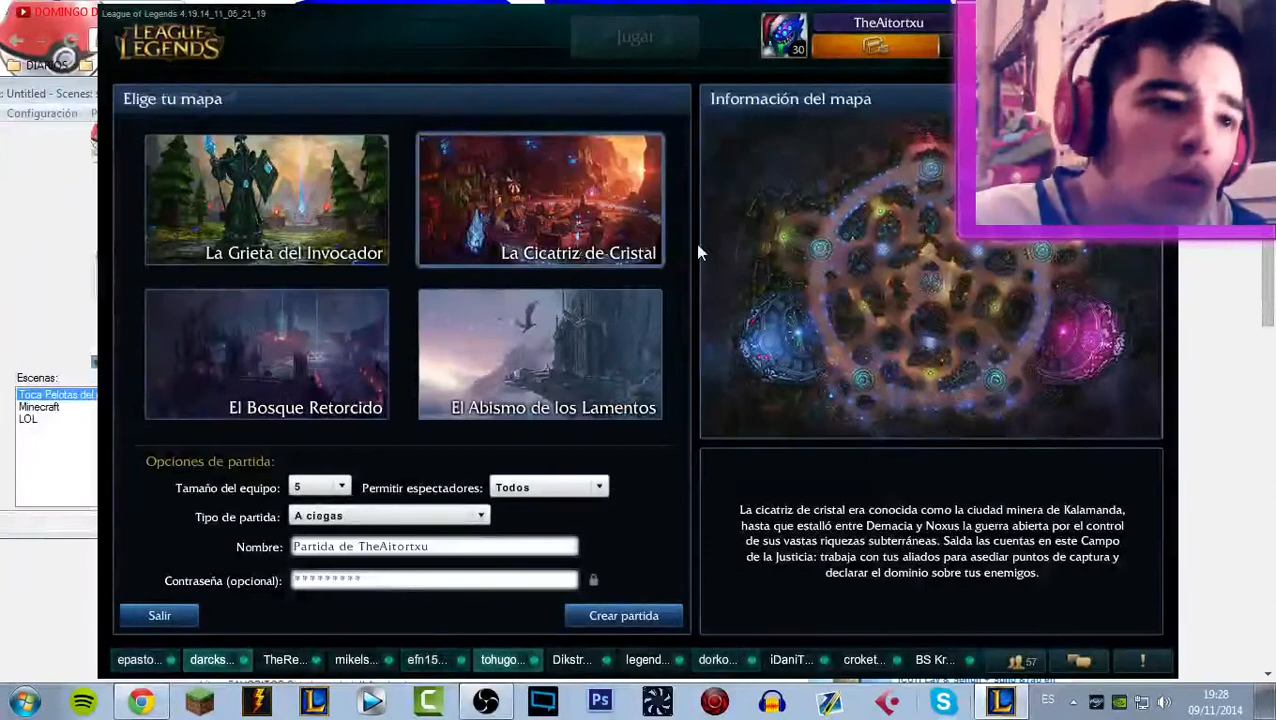 DOMINGO D
League of Legends 4.19.14_11_05_21_19
LEAGUE OF LEGENDS
Jugar
TheAitortxu
30
DIARIOS
: Untitled - Scenes:
Configuración
Elige tu mapa
Información del mapa
La Grieta del Invocador
La Cicatriz de Cristal
El Bosque Retorcido
El Abismo de los Lamentos
Escenas:
Toca Pelotas del
Minecraft
LOL
Opciones de partida:
Tamaño del equipo:
5
Permitir espectadores:
Todos
Tipo de partida:
A ciegas
Nombre:
Partida de TheAitortxu
Contraseña (opcional):
*********
Salir
Crear partida
La cicatriz de cristal era conocida como la ciudad minera de Kalamanda,
hasta que estalló entre Demacia y Noxus la guerra abierta por el control
de sus vastas riquezas subterráneas. Salda las cuentas en este Campo
de la Justicia: trabaja con tus aliados para asediar puntos de captura y
declarar el dominio sobre tus enemigos.
epasto...
darcks...
TheRe...
mikels...
efn15...
tohugo...
Dikstr...
legend...
dorko...
iDaniT...
croket...
BS Kr...
57
Ps
ES
19:28
09/11/2014